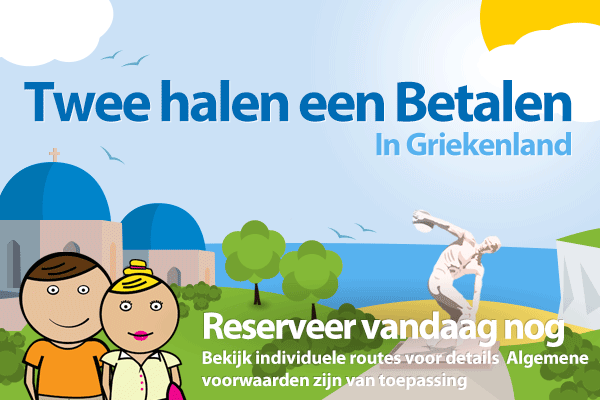 Twee halen een Betalen
In Griekenland
Reserveer vandaag nog
Bekijk individuele routes voor details Algemene
voorwaarden zijn van toepassing